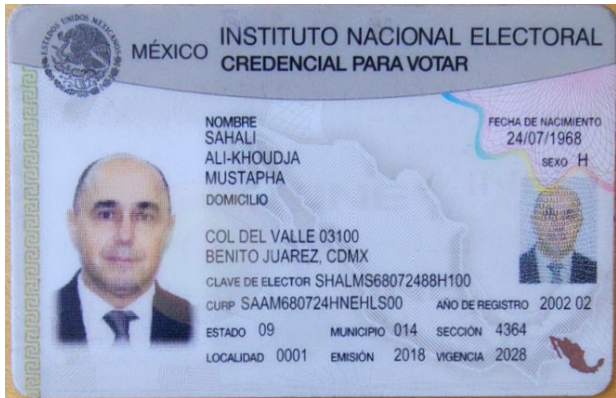 ESTADOS UNIDOS MEXICANOS
MÉXICO INSTITUTO NACIONAL ELECTORAL
CREDENCIAL PARA VOTAR
NOMBRE
SAHALI
ALI-KHOUDJA
MUSTAPHA
FECHA DE NACIMIENTO
24/07/1968
SEXO H
DOMICILIO
COL DEL VALLE 03100
BENITO JUAREZ, CDMX
CLAVE DE ELECTOR SHALMS68072488H100
CURP SAAM680724HNEHLS00 AÑO DE REGISTRO 2002 02
ESTADO 09 MUNICIPIO 014 SECCIÓN 4364
LOCALIDAD 0001 EMISIÓN 2018 VIGENCIA 2028